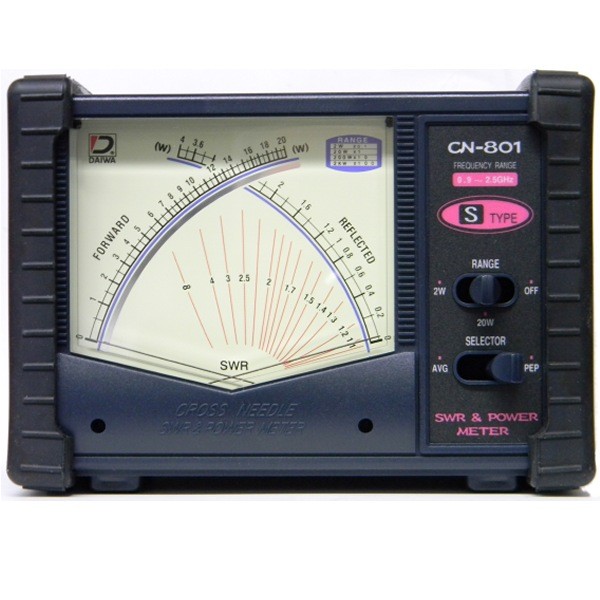 DAIWA
(W) 4 3.6
FORWARD
0 1 2 3 4 5 6 7 8 9 10 12 14 16 18 20 (W)
RANGE
2W
20W
200W
REFLECTED
2 1.6 1.2 1 0.8 0.6 0.4 0.2 0
8 4 3 2.5 2 1.7 1.5 1.4 1.3 1.2 1.1
SWR
CROSS NEEDLE
SWR & POWER METER
CN-801
FREQUENCY RANGE
0.9 ~ 2.5GHz
S TYPE
RANGE
2W OFF
20W
SELECTOR
AVG PEP
SWR & POWER
METER